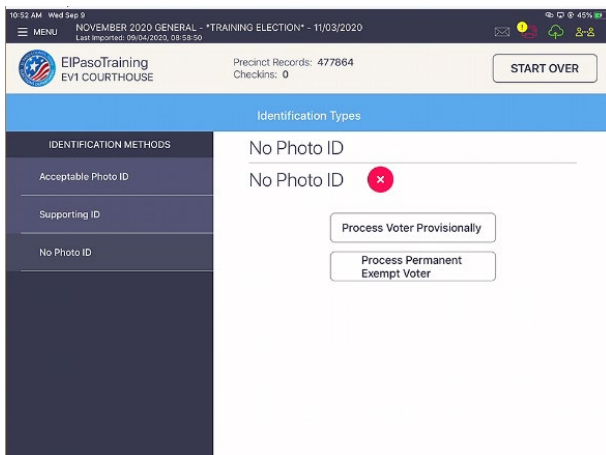 10:52 AM Wed Sep 9
45%
MENU
NOVEMBER 2020 GENERAL - *TRAINING ELECTION* - 11/03/2020
Last Imported: 09/04/2020, 08:58:50
ElPasoTraining
EV1 COURTHOUSE
Precinct Records: 477864
Checkins: 0
START OVER
Identification Types
IDENTIFICATION METHODS
Acceptable Photo ID
Supporting ID
No Photo ID
No Photo ID
No Photo ID
Process Voter Provisionally
Process Permanent
Exempt Voter